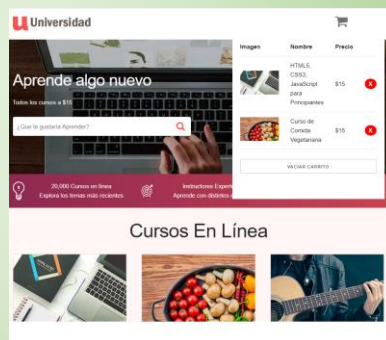 Universidad
Imagen Nombre Precio
HTML5,
CSS3,
JavaScript
para
Principiantes
$15 X
Curso de
Comida
Vegetariana
$15 X
VACIAR CARRITO
Aprende algo nuevo
Todos los cursos a $15
¿Que te gustaría Aprender?
20,000 Cursos en línea
Explora los temas más recientes
Instructores Expert
Aprende con distintos
Cursos En Línea